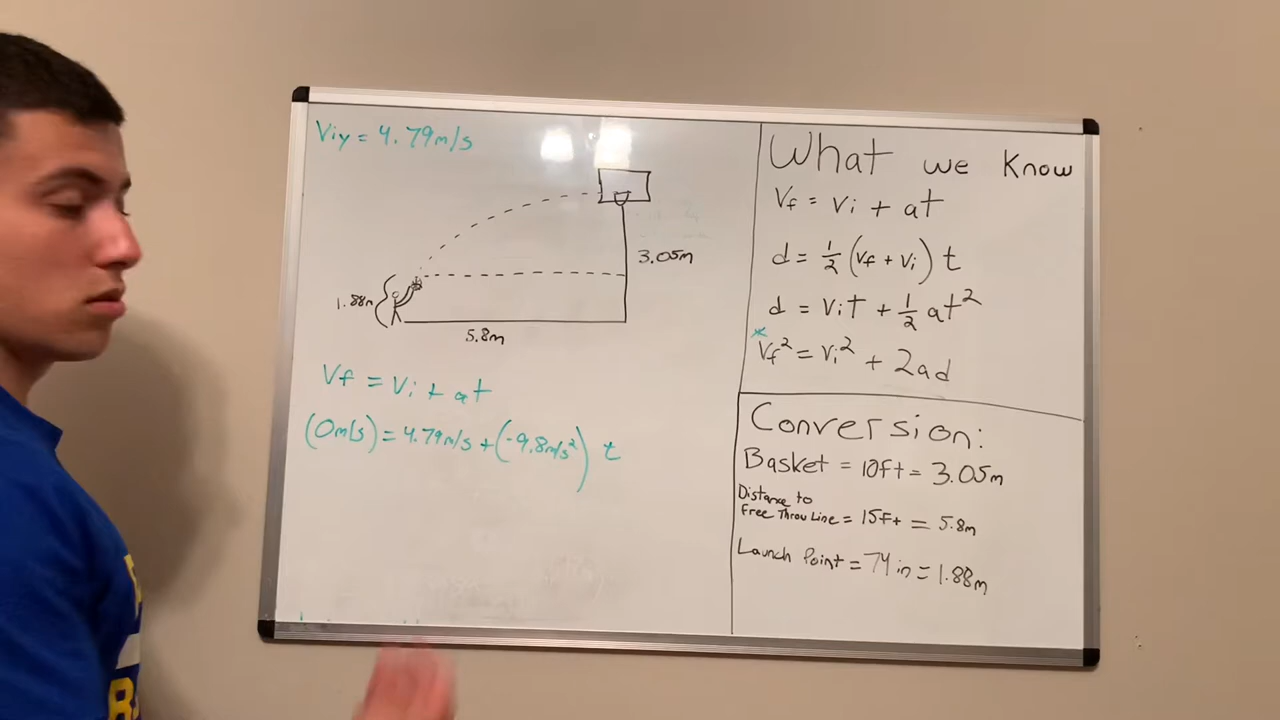 Viy = 4.79m/s
3.05m
1.88m
5.8m
Vf = Vi + at
(0m/s) = 4.79m/s + (-9.8m/s²) t
What we Know
Vf = Vi + at
d = 1/2 (Vf + Vi) t
d = Vit + 1/2 at²
* Vf² = Vi² + 2ad
Conversion:
Basket = 10ft = 3.05m
Distance to
Free Throw Line = 15Ft = 5.8m
Launch Point = 74 in = 1.88m